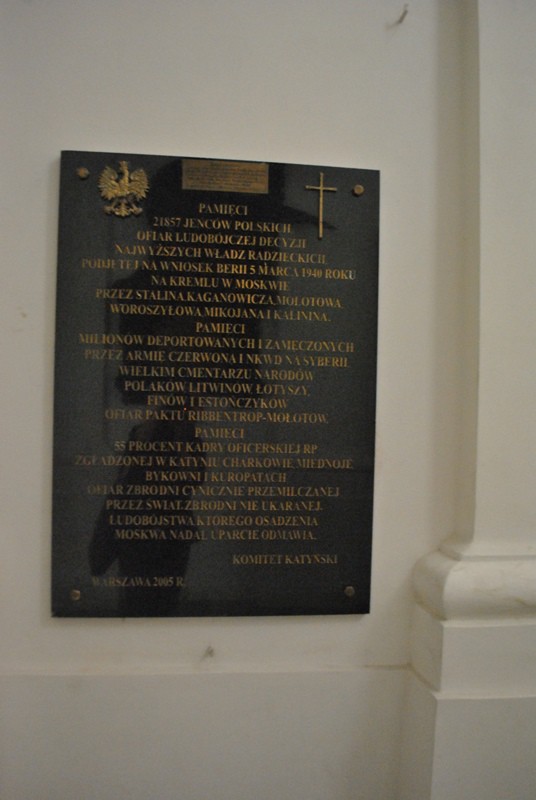 PAMIĘCI
21857 JEŃCÓW POLSKICH,
OFIAR LUDOBÓJCZEJ DECYZJI
NAJWYŻSZYCH WŁADZ RADZIECKICH,
PODJĘTEJ NA WNIOSEK BERII 5 MARCA 1940 ROKU
NA KREMLU W MOSKWIE
PRZEZ STALINA, KAGANOWICZA, MOŁOTOWA,
WOROSZYŁOWA, MIKOJANA I KALININA.
PAMIĘCI
MILIONÓW DEPORTOWANYCH I ZAMĘCZONYCH
PRZEZ ARMIĘ CZERWONĄ I NKWD NA SYBERII,
WIELKIM CMENTARZU NARODÓW
POLAKÓW, LITWINÓW, ŁOTYSZY,
FINÓW I ESTOŃCZYKÓW
OFIAR PAKTU RIBBENTROP-MOŁOTOW.
PAMIĘCI
55 PROCENT KADRY OFICERSKIEJ RP
ZGŁADZONEJ W KATYNIU, CHARKOWIE, MIEDNOJE,
BYKOWNI I KUROPATACH
OFIAR ZBRODNI CYNICZNIE PRZEMILCZANEJ
PRZEZ ŚWIAT, ZBRODNI NIE UKARANEJ-
LUDOBÓJSTWA, KTÓREGO OSĄDZENIA
MOSKWA NADAL UPARCIE ODMAWIA.
KOMITET KATYŃSKI
WARSZAWA 2005 R.